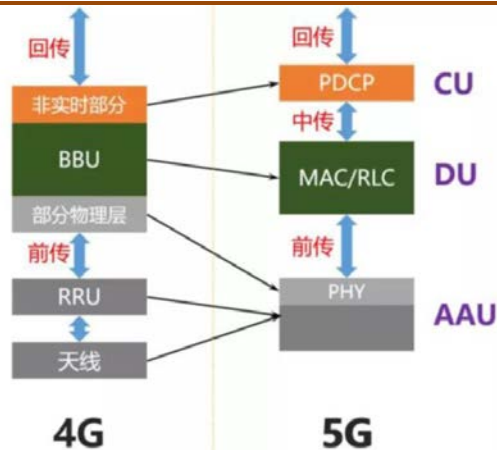 回传
非实时部分
BBU
部分物理层
前传
RRU
天线
4G
回传
PDCP
CU
中传
MAC/RLC
DU
前传
PHY
AAU
5G